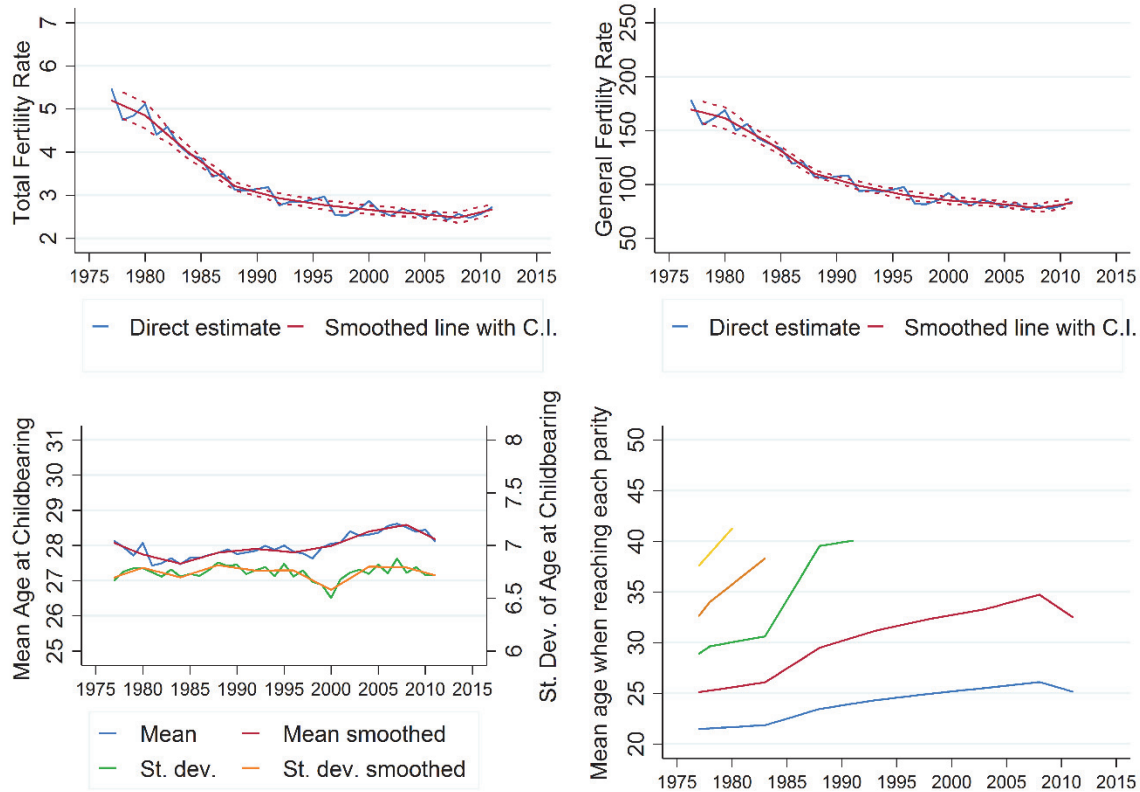 Total Fertility Rate
7
6
5
4
3
2
1975 1980 1985 1990 1995 2000 2005 2010 2015
Direct estimate Smoothed line with C.I.
General Fertility Rate
250
200
150
100
50
1975 1980 1985 1990 1995 2000 2005 2010 2015
Direct estimate Smoothed line with C.I.
Mean Age at Childbearing
31
30
29
28
27
26
25
St. Dev. of Age at Childbearing
8
7.5
7
6.5
6
1975 1980 1985 1990 1995 2000 2005 2010 2015
Mean Mean smoothed
St. dev. St. dev. smoothed
Mean age when reaching each parity
50
45
40
35
30
25
20
1975 1980 1985 1990 1995 2000 2005 2010 2015